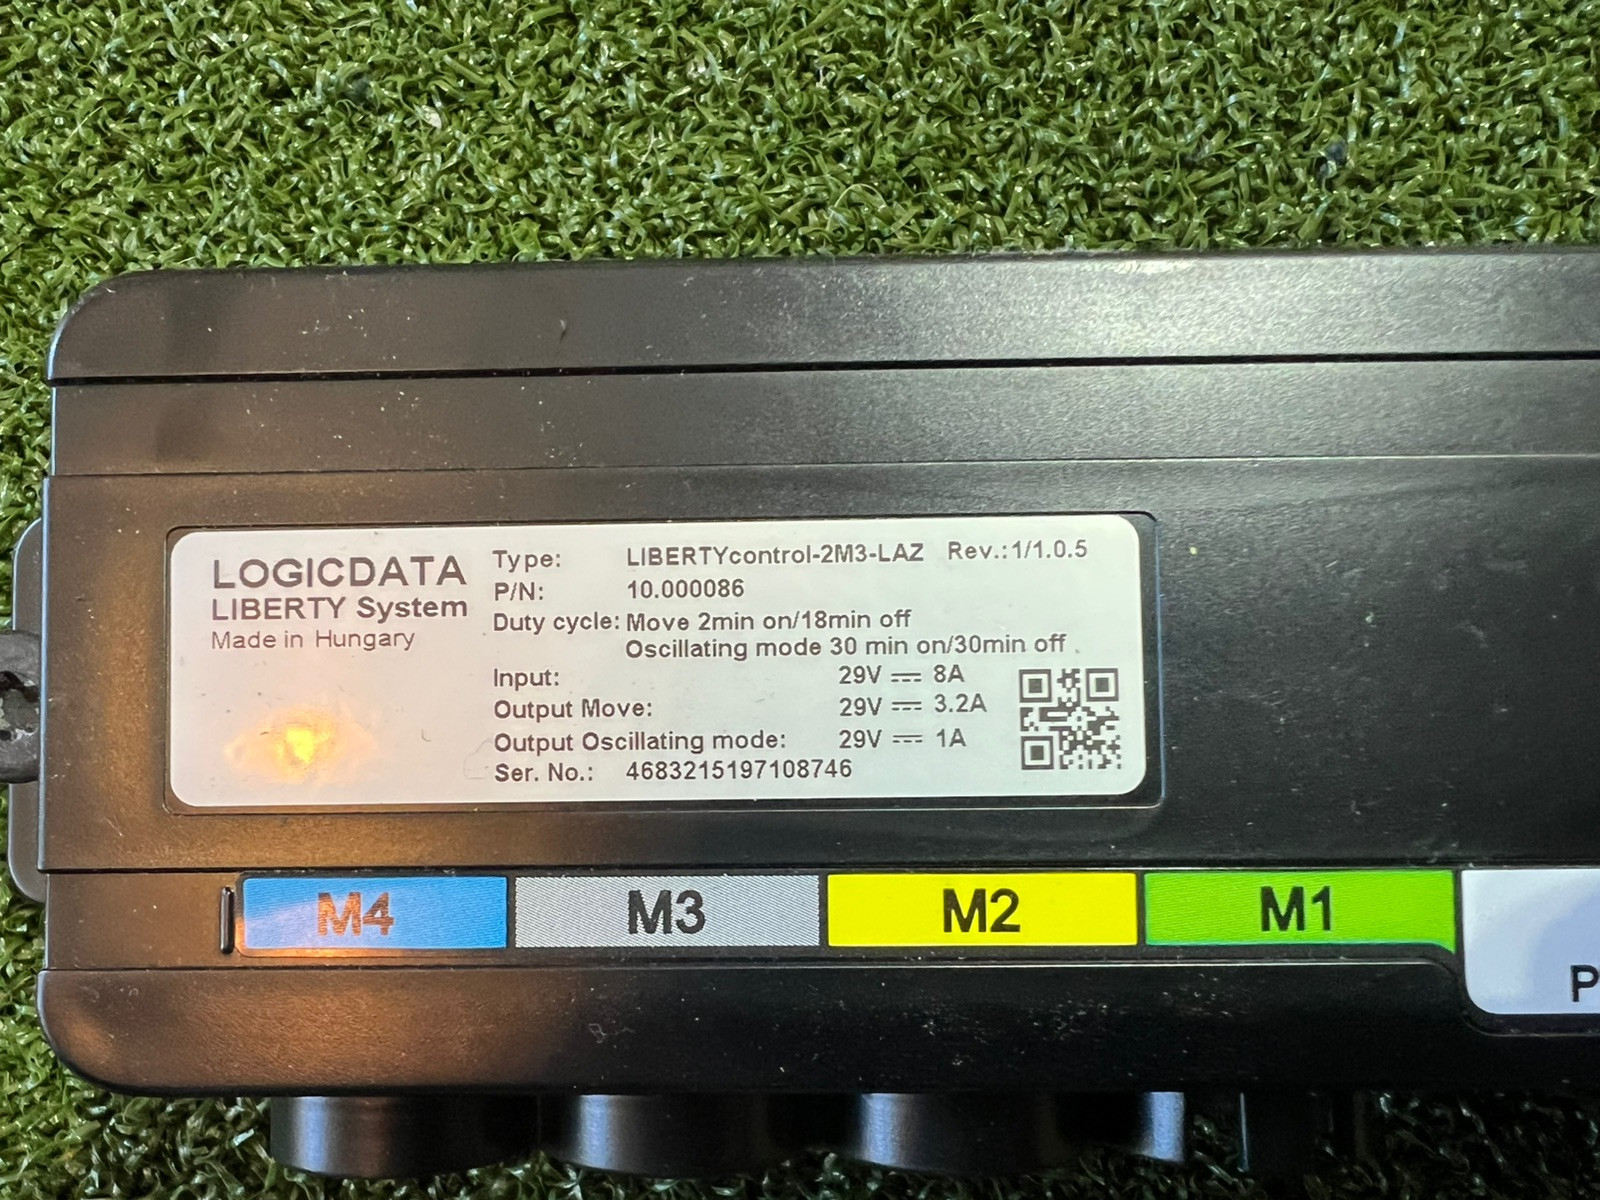 LOGICDATA
LIBERTY System
Made in Hungary
Type: LIBERTYcontrol-2M3-LAZ Rev.:1/1.0.5
P/N: 10.000086
Duty cycle: Move 2min on/18min off
Oscillating mode 30 min on/30min off
Input: 29V ⎓ 8A
Output Move: 29V ⎓ 3.2A
Output Oscillating mode: 29V ⎓ 1A
Ser. No.: 4683215197108746
M4 M3 M2 M1
P